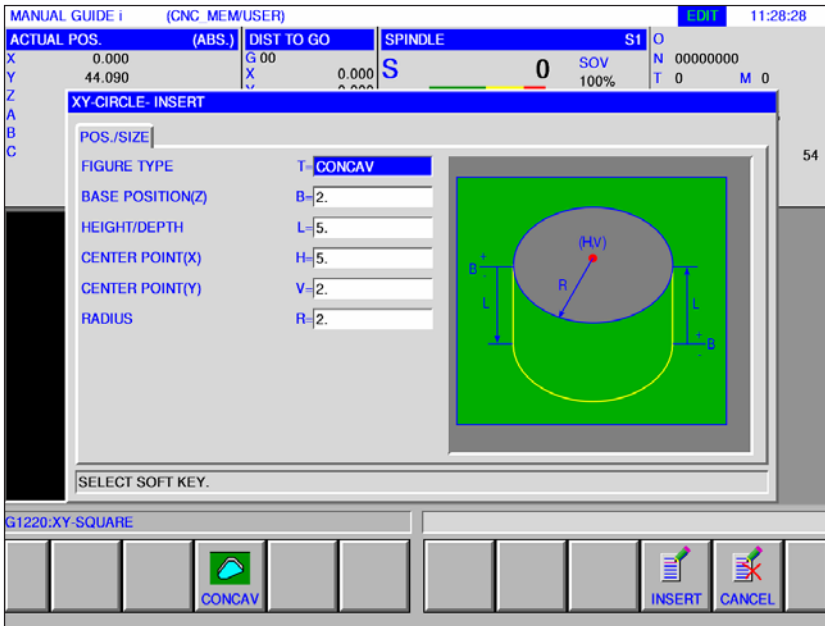 MANUAL GUIDE i (CNC_MEM/USER) EDIT 11:28:28
ACTUAL POS. (ABS.) DIST TO GO SPINDLE S1 O
X 0.000 G 00 S 0 SOV N 00000000
Y 44.090 X 0.000 100% T 0 M 0
Z
A
B
C 54
XY-CIRCLE- INSERT
POS./SIZE
FIGURE TYPE T=CONCAV
BASE POSITION(Z) B=2.
HEIGHT/DEPTH L=5.
CENTER POINT(X) H=5.
CENTER POINT(Y) V=2.
RADIUS R=2.
(H,V)
B + -
R
L L
+ B -
SELECT SOFT KEY.
G1220:XY-SQUARE
CONCAV INSERT CANCEL